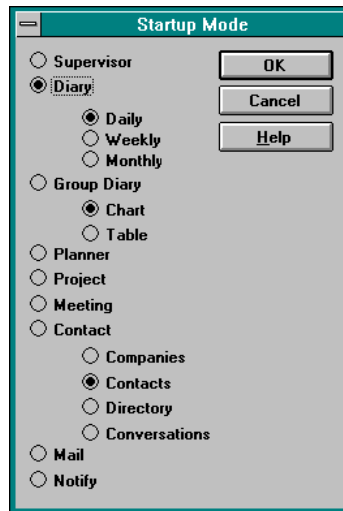 Startup Mode
Supervisor
OK
Diary
Cancel
Daily
Weekly
Help
Monthly
Group Diary
Chart
Table
Planner
Project
Meeting
Contact
Companies
Contacts
Directory
Conversations
Mail
Notify